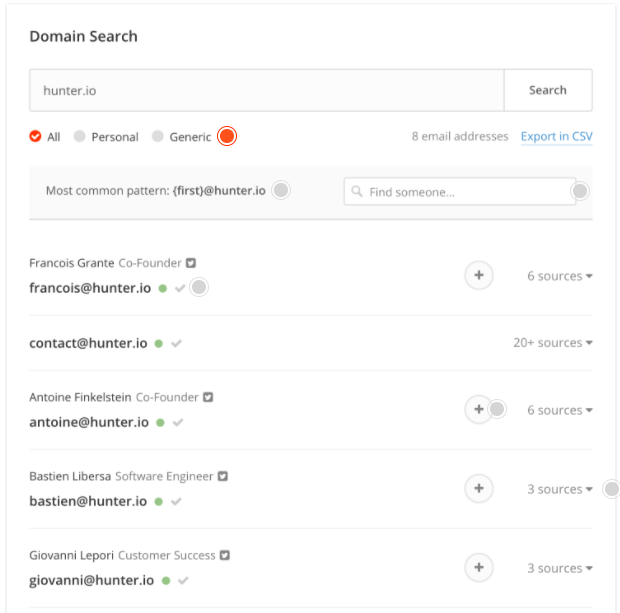 Domain Search
hunter.io Search
All Personal Generic 8 email addresses Export in CSV
Most common pattern: {first}@hunter.io Find someone...
Francois Grante Co-Founder
francois@hunter.io 6 sources
contact@hunter.io 20+ sources
Antoine Finkelstein Co-Founder
antoine@hunter.io 6 sources
Bastien Libersa Software Engineer
bastien@hunter.io 3 sources
Giovanni Lepori Customer Success
giovanni@hunter.io 3 sources